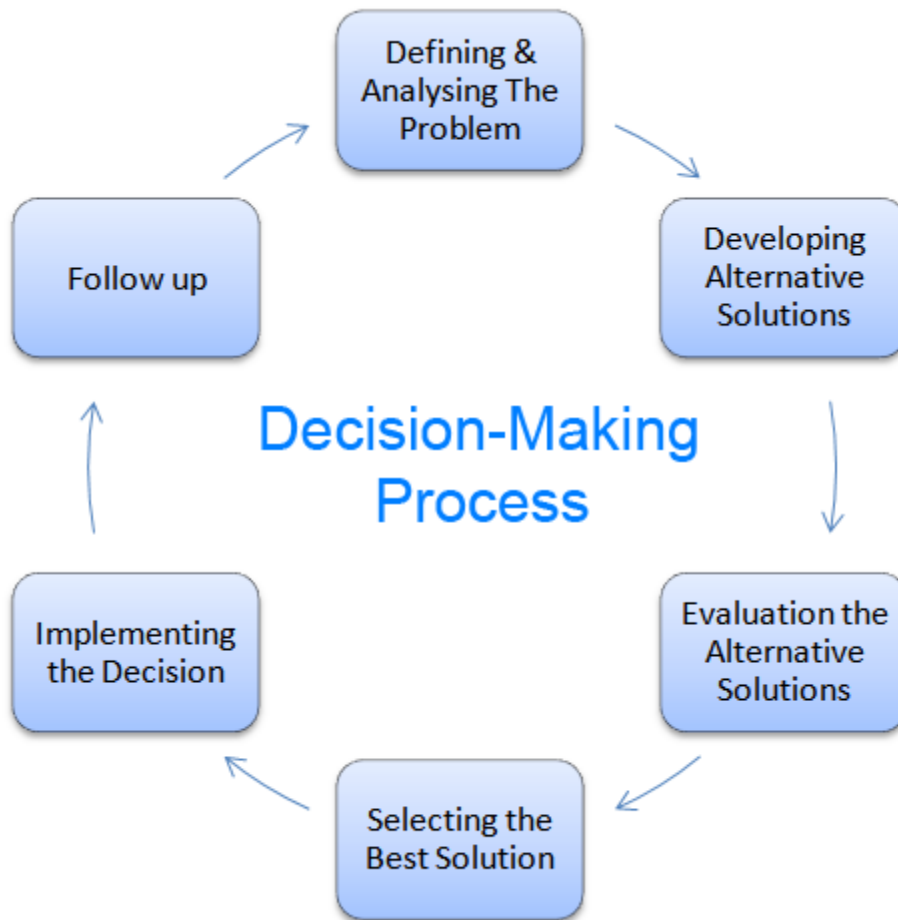 Defining &
Analysing The
Problem
Developing
Alternative
Solutions
Evaluation the
Alternative
Solutions
Selecting the
Best Solution
Implementing
the Decision
Follow up
Decision-Making
Process